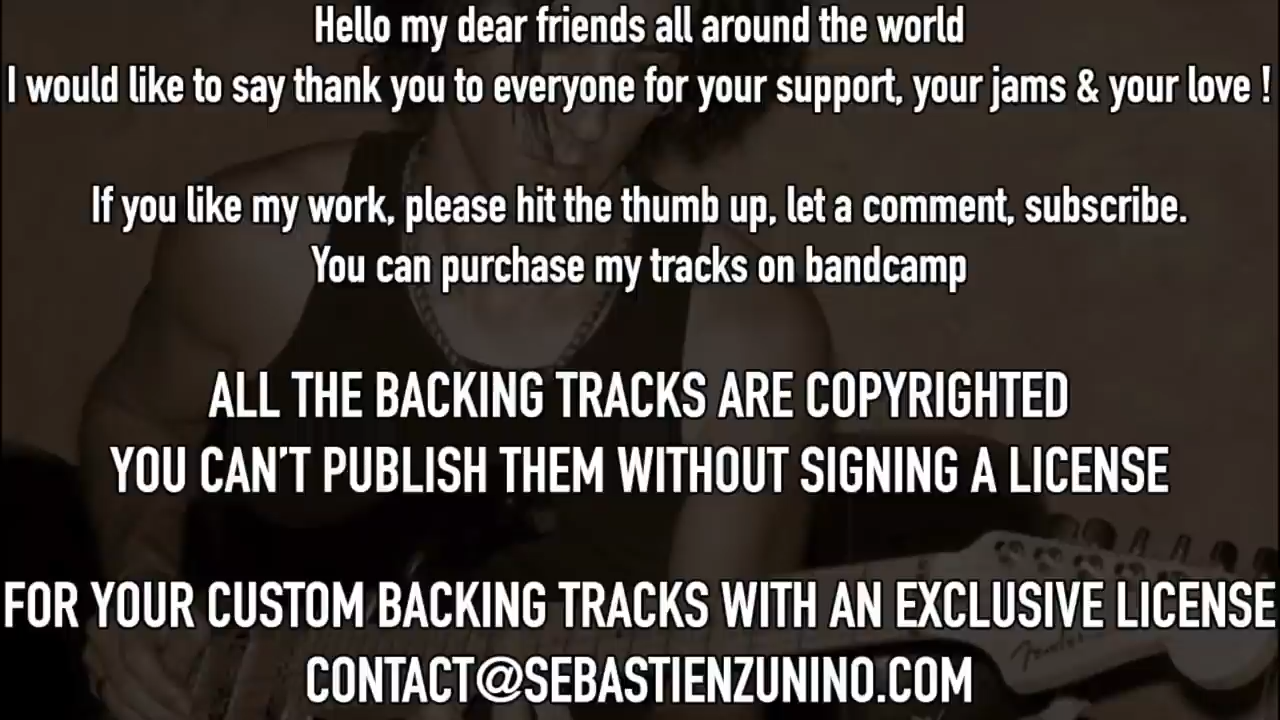 Hello my dear friends all around the world
I would like to say thank you to everyone for your support, your jams & your love !
If you like my work, please hit the thumb up, let a comment, subscribe.
You can purchase my tracks on bandcamp
ALL THE BACKING TRACKS ARE COPYRIGHTED
YOU CAN'T PUBLISH THEM WITHOUT SIGNING A LICENSE
FOR YOUR CUSTOM BACKING TRACKS WITH AN EXCLUSIVE LICENSE
Fender
CONTACT@SEBASTIENZUNINO.COM